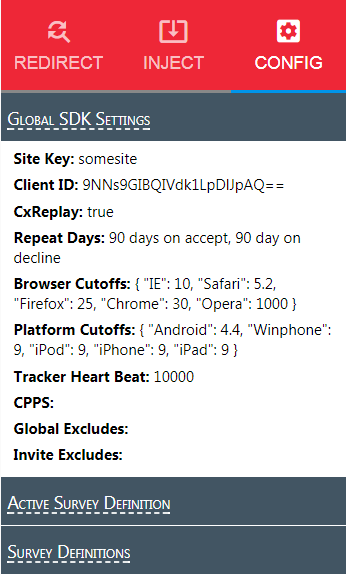 REDIRECT INJECT CONFIG
GLOBAL SDK SETTINGS
Site Key: somesite
Client ID: 9NNs9GIBQIVdk1LpDIJpAQ==
CxReplay: true
Repeat Days: 90 days on accept, 90 day on
decline
Browser Cutoffs: { "IE": 10, "Safari": 5.2,
"Firefox": 25, "Chrome": 30, "Opera": 1000 }
Platform Cutoffs: { "Android": 4.4, "Winphone":
9, "iPod": 9, "iPhone": 9, "iPad": 9 }
Tracker Heart Beat: 10000
CPPS:
Global Excludes:
Invite Excludes:
ACTIVE SURVEY DEFINITION
SURVEY DEFINITIONS